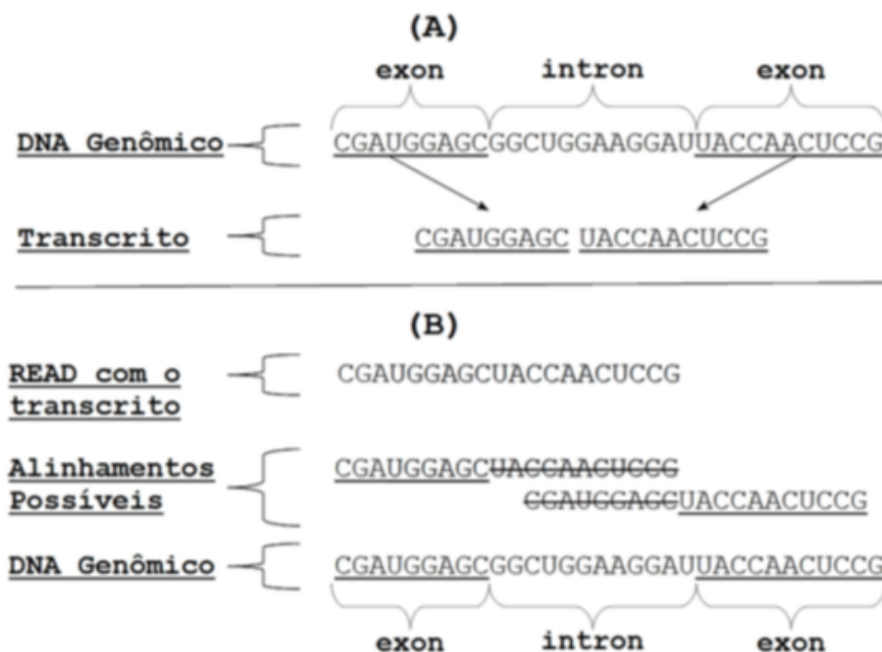 (A)
exon intron exon
DNA Genômico CGAUGGAGCGGCUGGAAGGAUUACCAACUCCG
Transcrito CGAUGGAGC UACCAACUCCG
(B)
READ com o CGAUGGAGCUACCAACUCCG
transcrito
Alinhamentos CGAUGGAGCUACCAACUCCG
Possíveis CGAUGGAGCUACCAACUCCG
DNA Genômico CGAUGGAGCGGCUGGAAGGAUUACCAACUCCG
exon intron exon